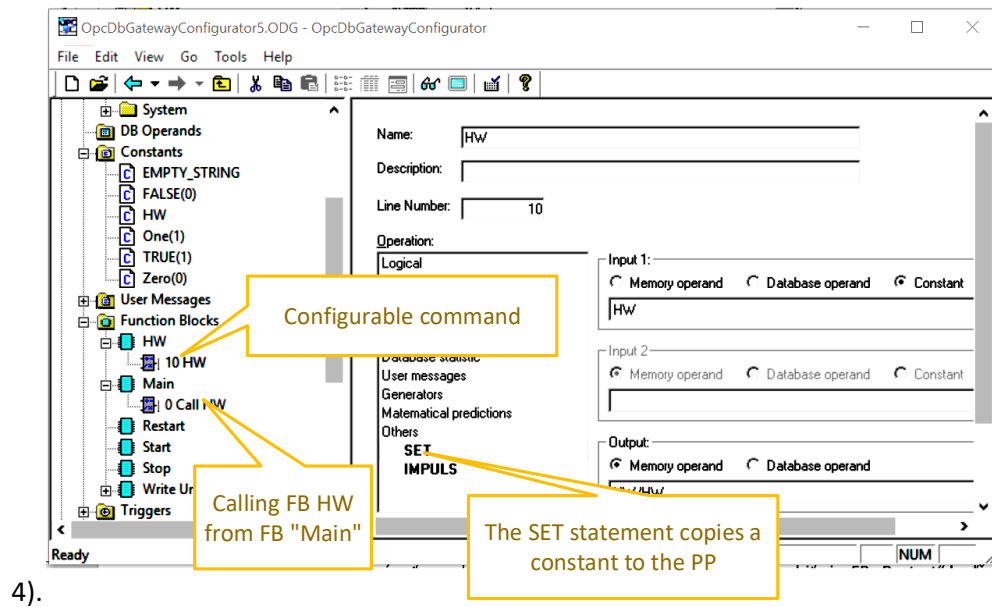 OpcDbGatewayConfigurator5.ODG - OpcDbGatewayConfigurator
File Edit View Go Tools Help
System
DB Operands
Constants
EMPTY_STRING
FALSE(0)
HW
One(1)
TRUE(1)
Zero(0)
User Messages
Function Blocks
HW
10 HW
Main
0 Call HW
Restart
Start
Stop
Write
Triggers
Name: HW
Description:
Line Number: 10
Operation:
Logical
Database statistic
User messages
Generators
Matematical predictions
Others
SET
IMPULS
Input 1:
Memory operand Database operand Constant
HW
Input 2
Memory operand Database operand Constant
Output:
Memory operand Database operand
Configurable command
Calling FB HW
from FB "Main"
The SET statement copies a
constant to the PP
Ready
NUM
4).